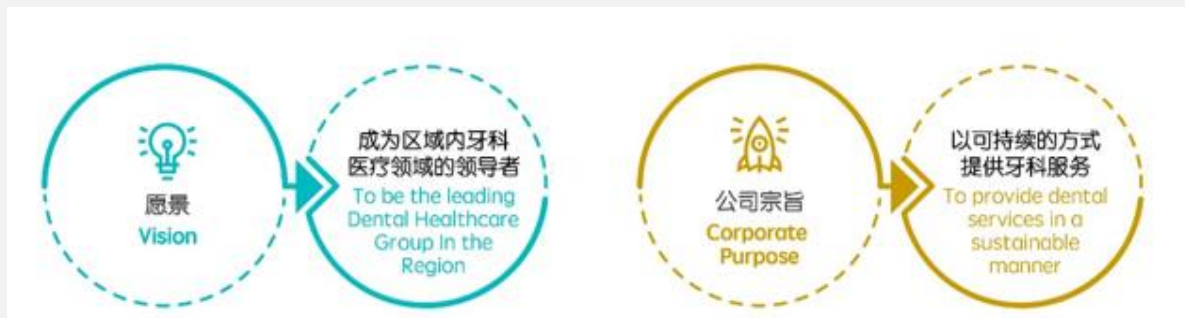 愿景
Vision
成为区域内牙科
医疗领域的领导者
To be the leading
Dental Healthcare
Group In the
Region
公司宗旨
Corporate
Purpose
以可持续的方式
提供牙科服务
To provide dental
services in a
sustainable
manner